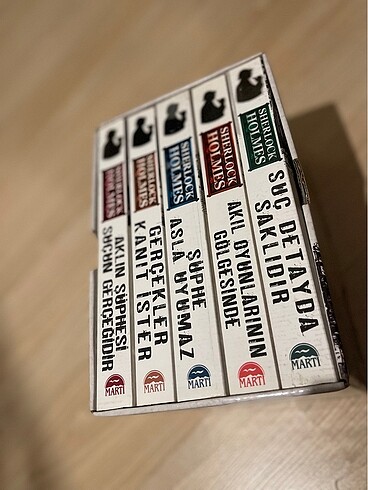 SHERLOCK
HOLMES
AKLIN ŞÜPHESİ
SUÇUN GERÇEĞİDİR
MARTI
SHERLOCK
HOLMES
GERÇEKLER
KANIT İSTER
MARTI
SHERLOCK
HOLMES
ŞÜPHE
ASLA UYUMAZ
MARTI
SHERLOCK
HOLMES
AKIL OYUNLARININ
GÖLGESİNDE
MARTI
SHERLOCK
HOLMES
SUÇ DETAYDA
SAKLIDIR
MARTI